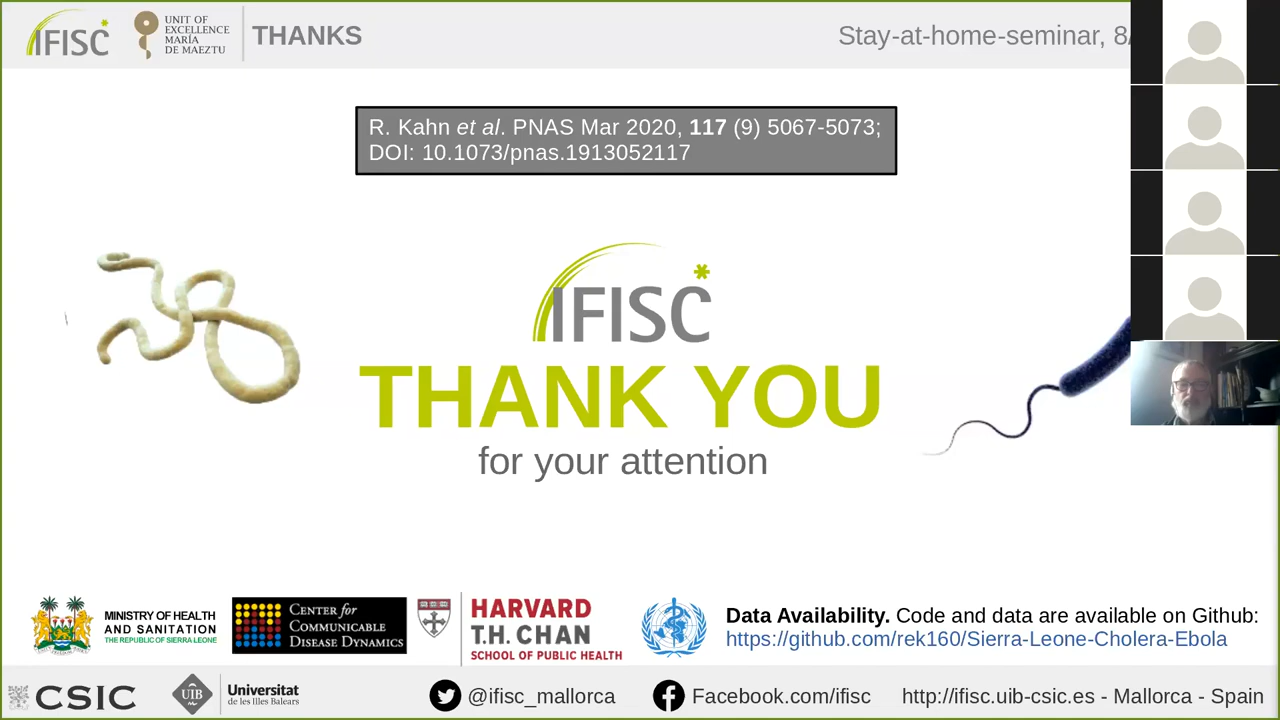 IFISC
UNIT OF
EXCELLENCE
MARÍA
DE MAEZTU
THANKS
Stay-at-home-seminar, 8/
R. Kahn et al. PNAS Mar 2020, 117 (9) 5067-5073;
DOI: 10.1073/pnas.1913052117
IFISC
THANK YOU
for your attention
MINISTRY OF HEALTH
AND SANITATION
THE REPUBLIC OF SIERRA LEONE
CENTER for
COMMUNICABLE
DISEASE DYNAMICS
HARVARD
T.H. CHAN
SCHOOL OF PUBLIC HEALTH
Data Availability. Code and data are available on Github:
https://github.com/rek160/Sierra-Leone-Cholera-Ebola
CSIC
UIB
Universitat
de les Illes Balears
@ifisc_mallorca
Facebook.com/ifisc
http://ifisc.uib-csic.es - Mallorca - Spain